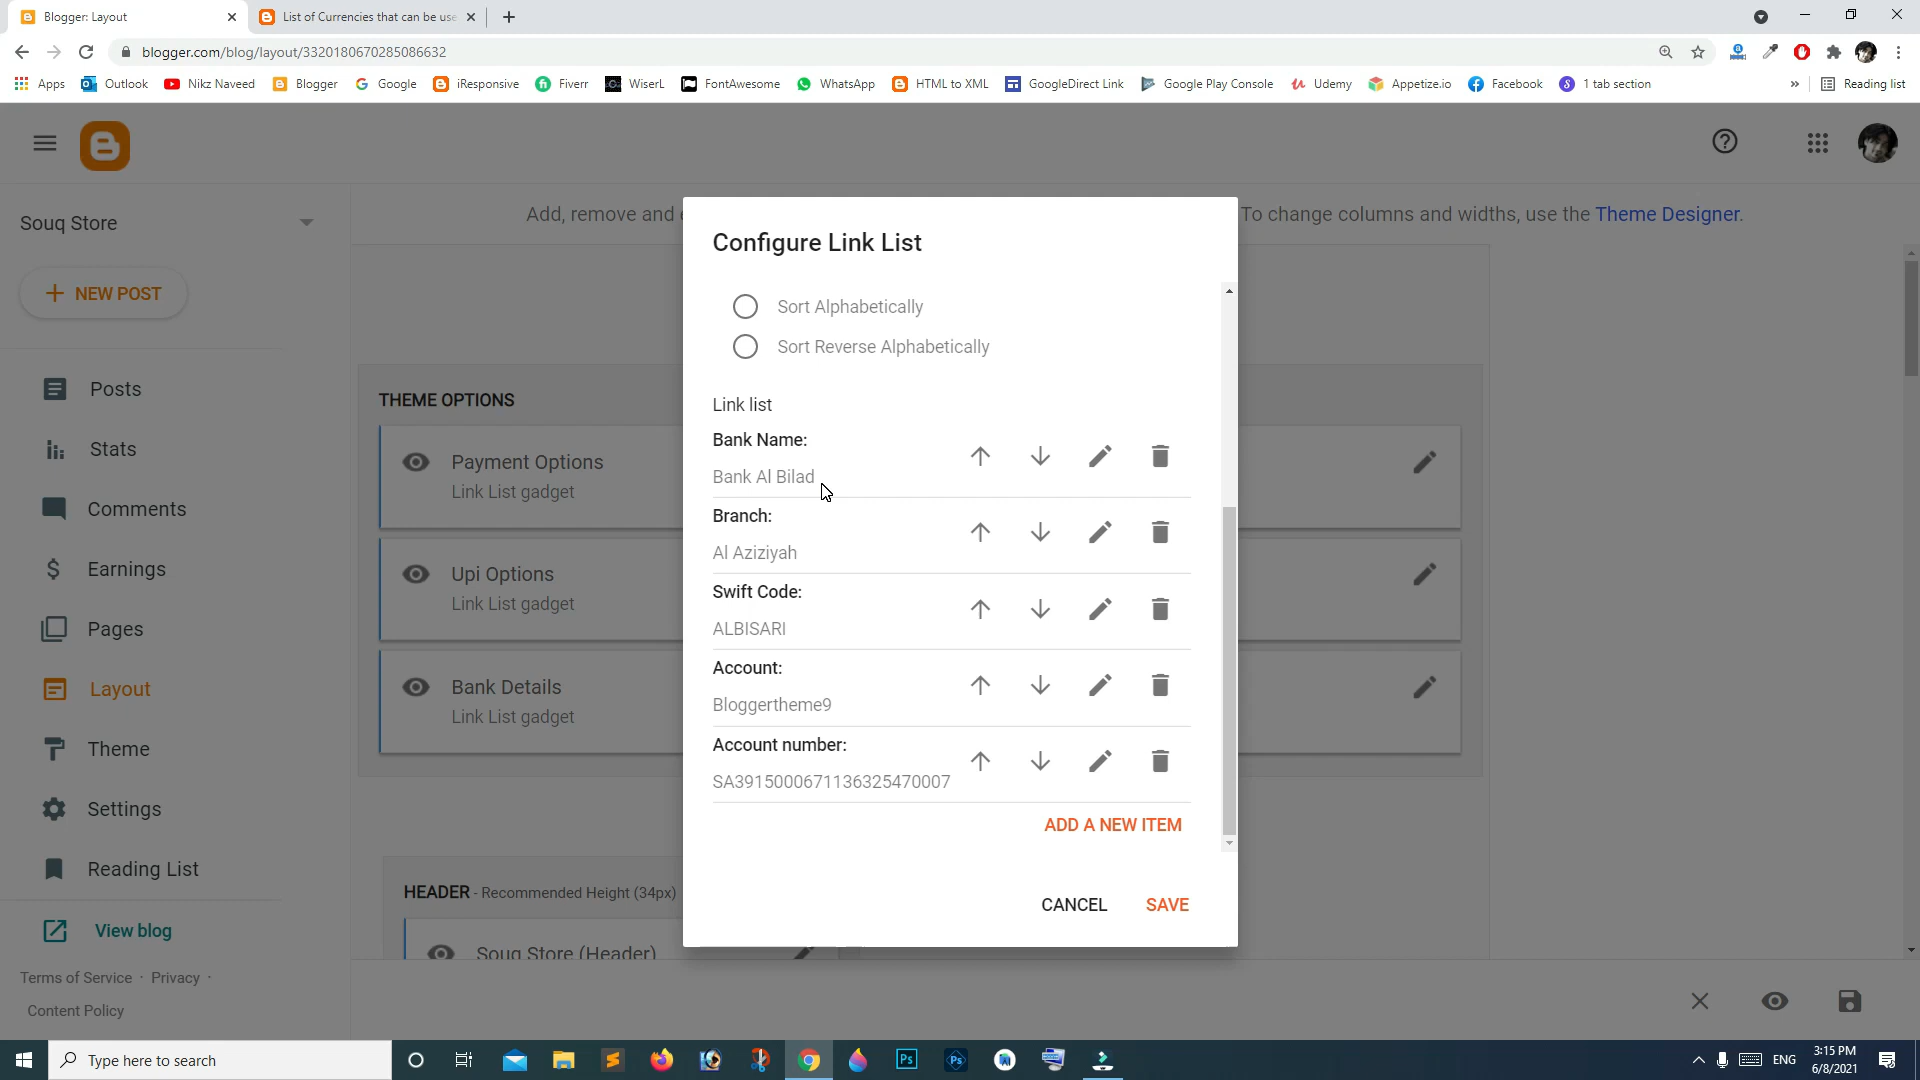 Blogger: Layout
List of Currencies that can be use
blogger.com/blog/layout/3320180670285086632
Apps
Outlook
Nikz Naveed
Blogger
Google
iResponsive
Fiverr
WiserL
FontAwesome
WhatsApp
HTML to XML
GoogleDirect Link
Google Play Console
Udemy
Appetize.io
Facebook
1 tab section
»
Reading list
Souq Store
NEW POST
Posts
Stats
Comments
Earnings
Pages
Layout
Theme
Settings
Reading List
View blog
Terms of Service · Privacy ·
Content Policy
Add, remove and
To change columns and widths, use the Theme Designer.
THEME OPTIONS
Payment Options
Link List gadget
Upi Options
Link List gadget
Bank Details
Link List gadget
HEADER - Recommended Height (34px)
Souq Store (Header)
Configure Link List
Sort Alphabetically
Sort Reverse Alphabetically
Link list
Bank Name:
Bank Al Bilad
Branch:
Al Aziziyah
Swift Code:
ALBISARI
Account:
Bloggertheme9
Account number:
SA3915000671136325470007
ADD A NEW ITEM
CANCEL
SAVE
Type here to search
Ps
Ps
ENG
3:15 PM
6/8/2021